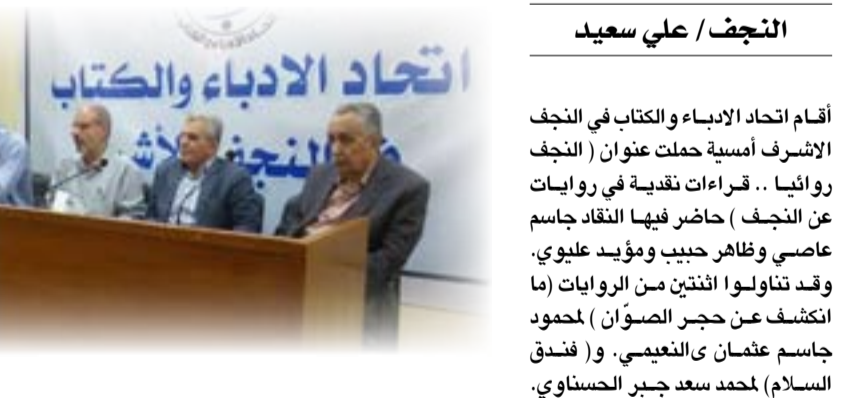 النجف/ علي سعيد
أقام اتحاد الادباء والكتاب في النجف
الاشرف أمسية حملت عنوان ( النجف
روائيا .. قراءات نقدية في روايات
عن النجف ) حاضر فيها النقاد جاسم
عاصي وظاهر حبيب ومؤيد عليوي.
وقد تناولوا اثنتين من الروايات (ما
انكشف عن حجر الصوّان ) لمحمود
جاسم عثمان ىالنعيمي. و( فندق
السلام) لمحمد سعد جبر الحسناوي.
اتحاد الادباء والكتاب
النجف